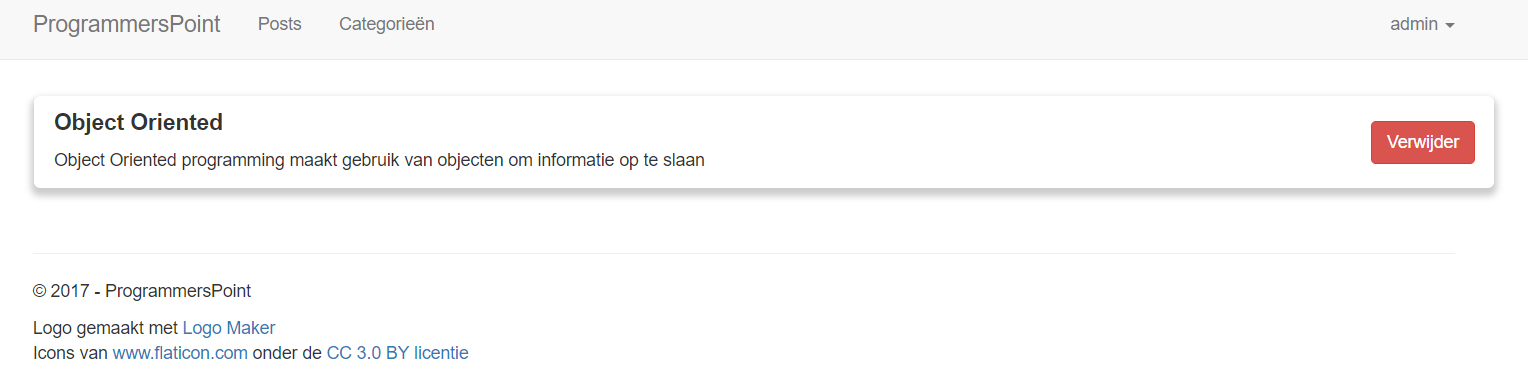 ProgrammersPoint Posts Categorieën admin
Object Oriented
Object Oriented programming maakt gebruik van objecten om informatie op te slaan
Verwijder
© 2017 - ProgrammersPoint
Logo gemaakt met Logo Maker
Icons van www.flaticon.com onder de CC 3.0 BY licentie